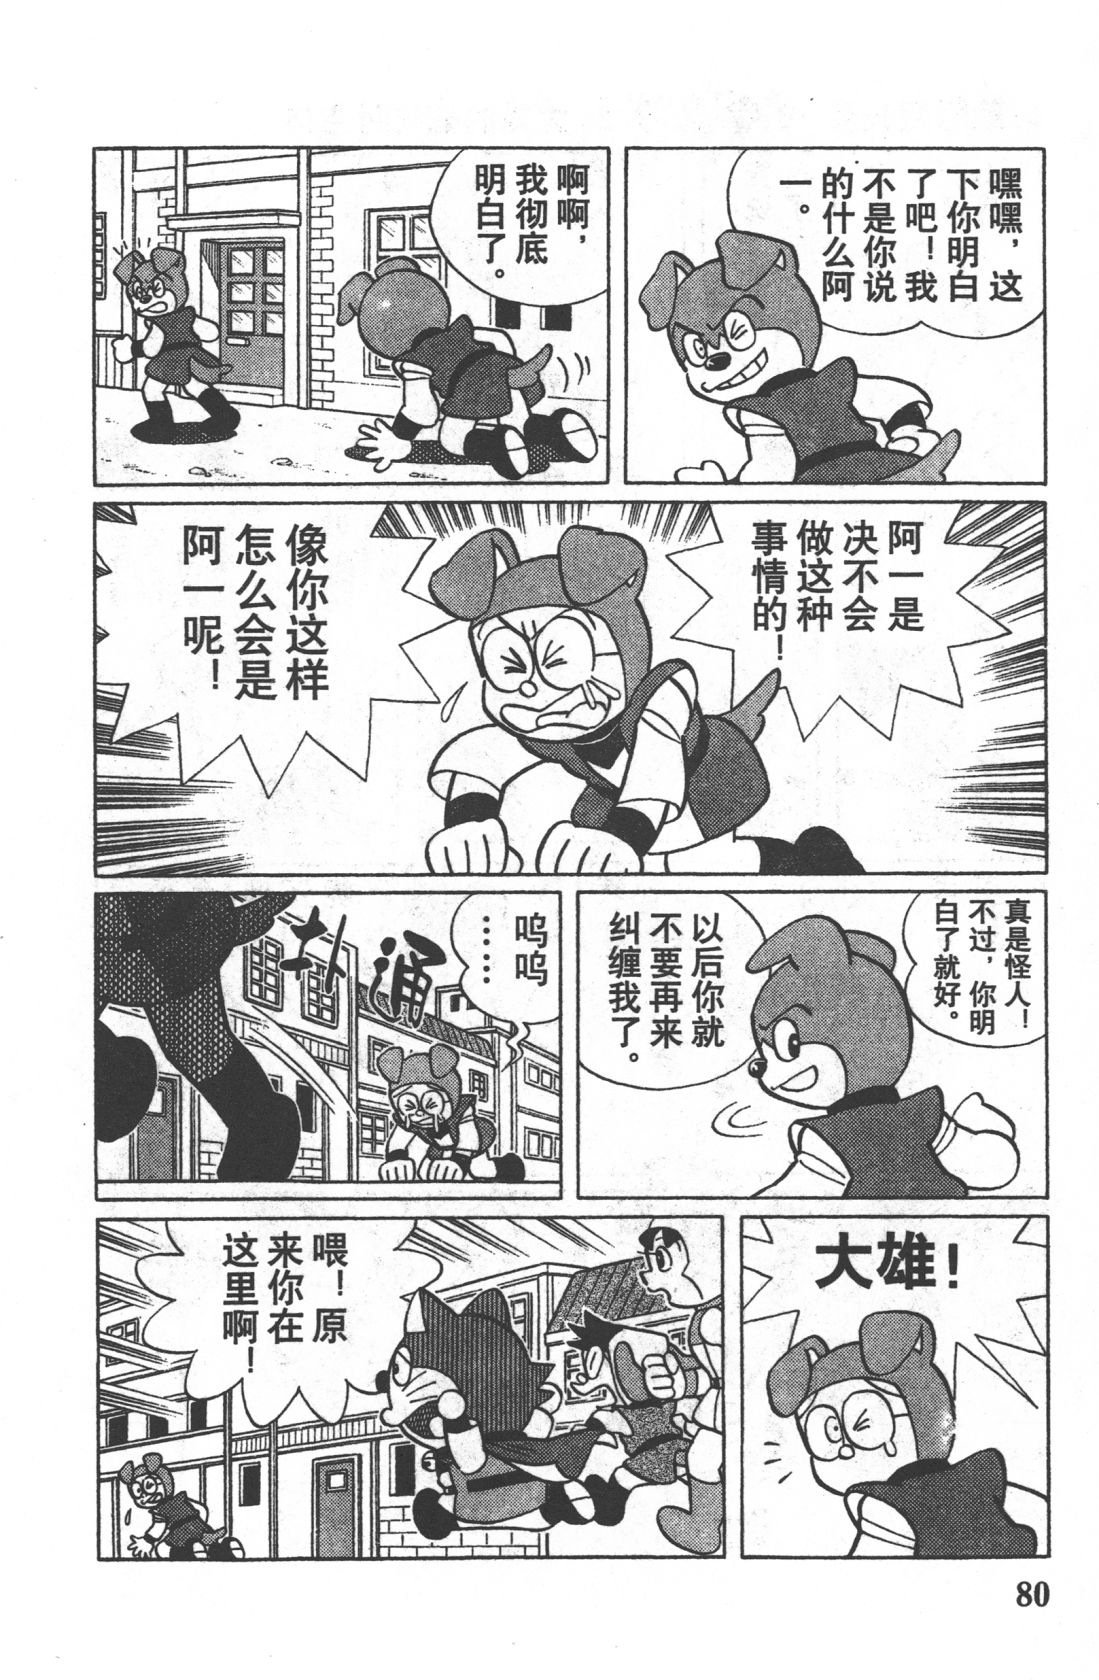 嘿嘿，这
下你明白
了吧！我
不是你说
的什么阿
一。
啊啊，
我彻底
明白了。
阿一是
决不会
做这种
事情的！
像你这样
怎么会是
阿一呢！
真是怪人！
不过，你明
白了就好。
以后你就
不要再来
纠缠我了。
呜呜
……
扑通
大雄！
喂！原
来你在
这里啊！
80